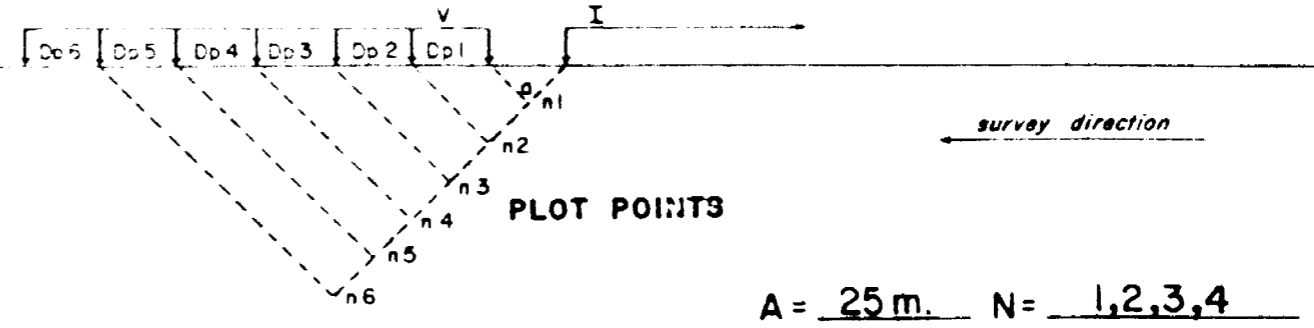 V I
Dp6 Dp5 Dp4 Dp3 Dp2 Dp1
a n1
survey direction
n2
n3
PLOT POINTS
n4
n5
n6
A = 25 m. N = 1,2,3,4